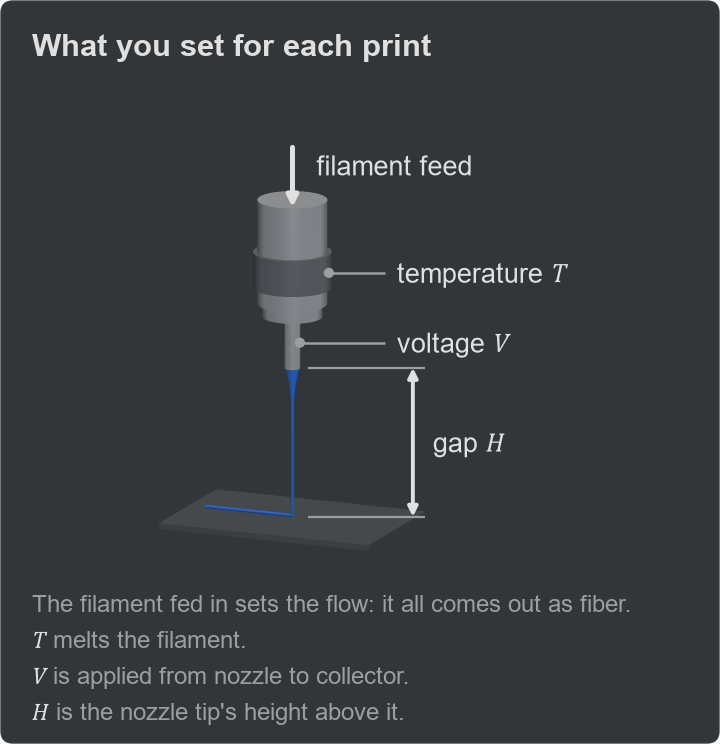 What you set for each print
filament feed
temperature T
voltage V
gap H
The filament fed in sets the flow: it all comes out as fiber.
T melts the filament.
V is applied from nozzle to collector.
H is the nozzle tip's height above it.